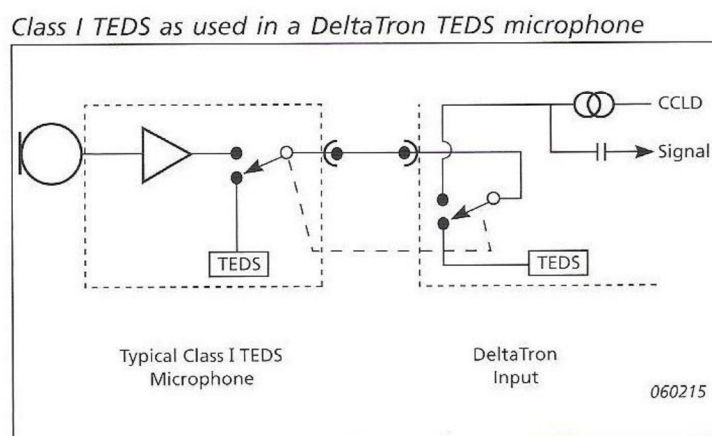 Class I TEDS as used in a DeltaTron TEDS microphone
CCLD
Signal
TEDS
TEDS
Typical Class I TEDS
Microphone
DeltaTron
Input
060215